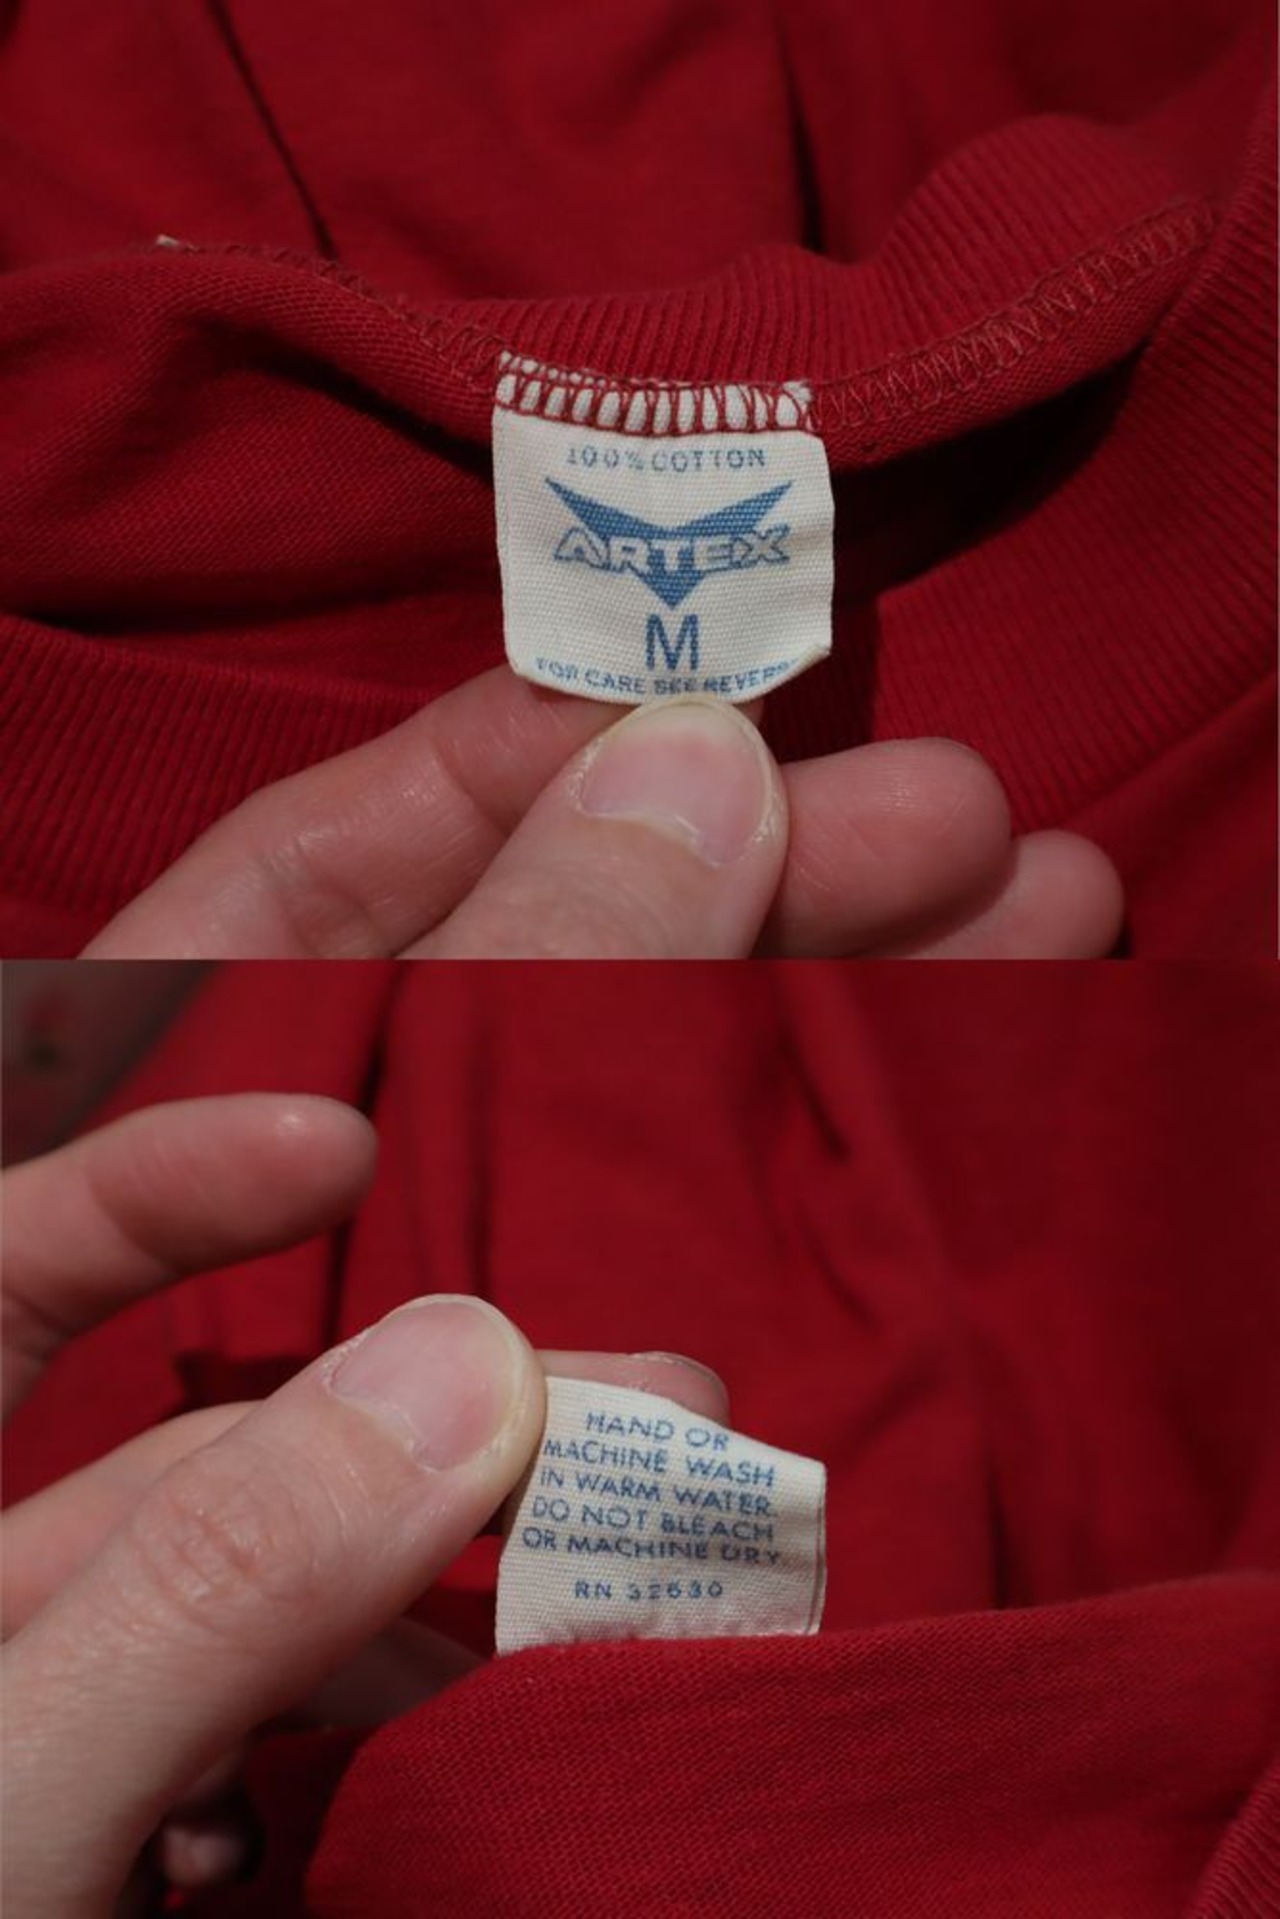 100% COTTON
ARTEX
M
FOR CARE SEE REVERS
HAND OR
MACHINE WASH
IN WARM WATER.
DO NOT BLEACH
OR MACHINE DRY
RN 32630